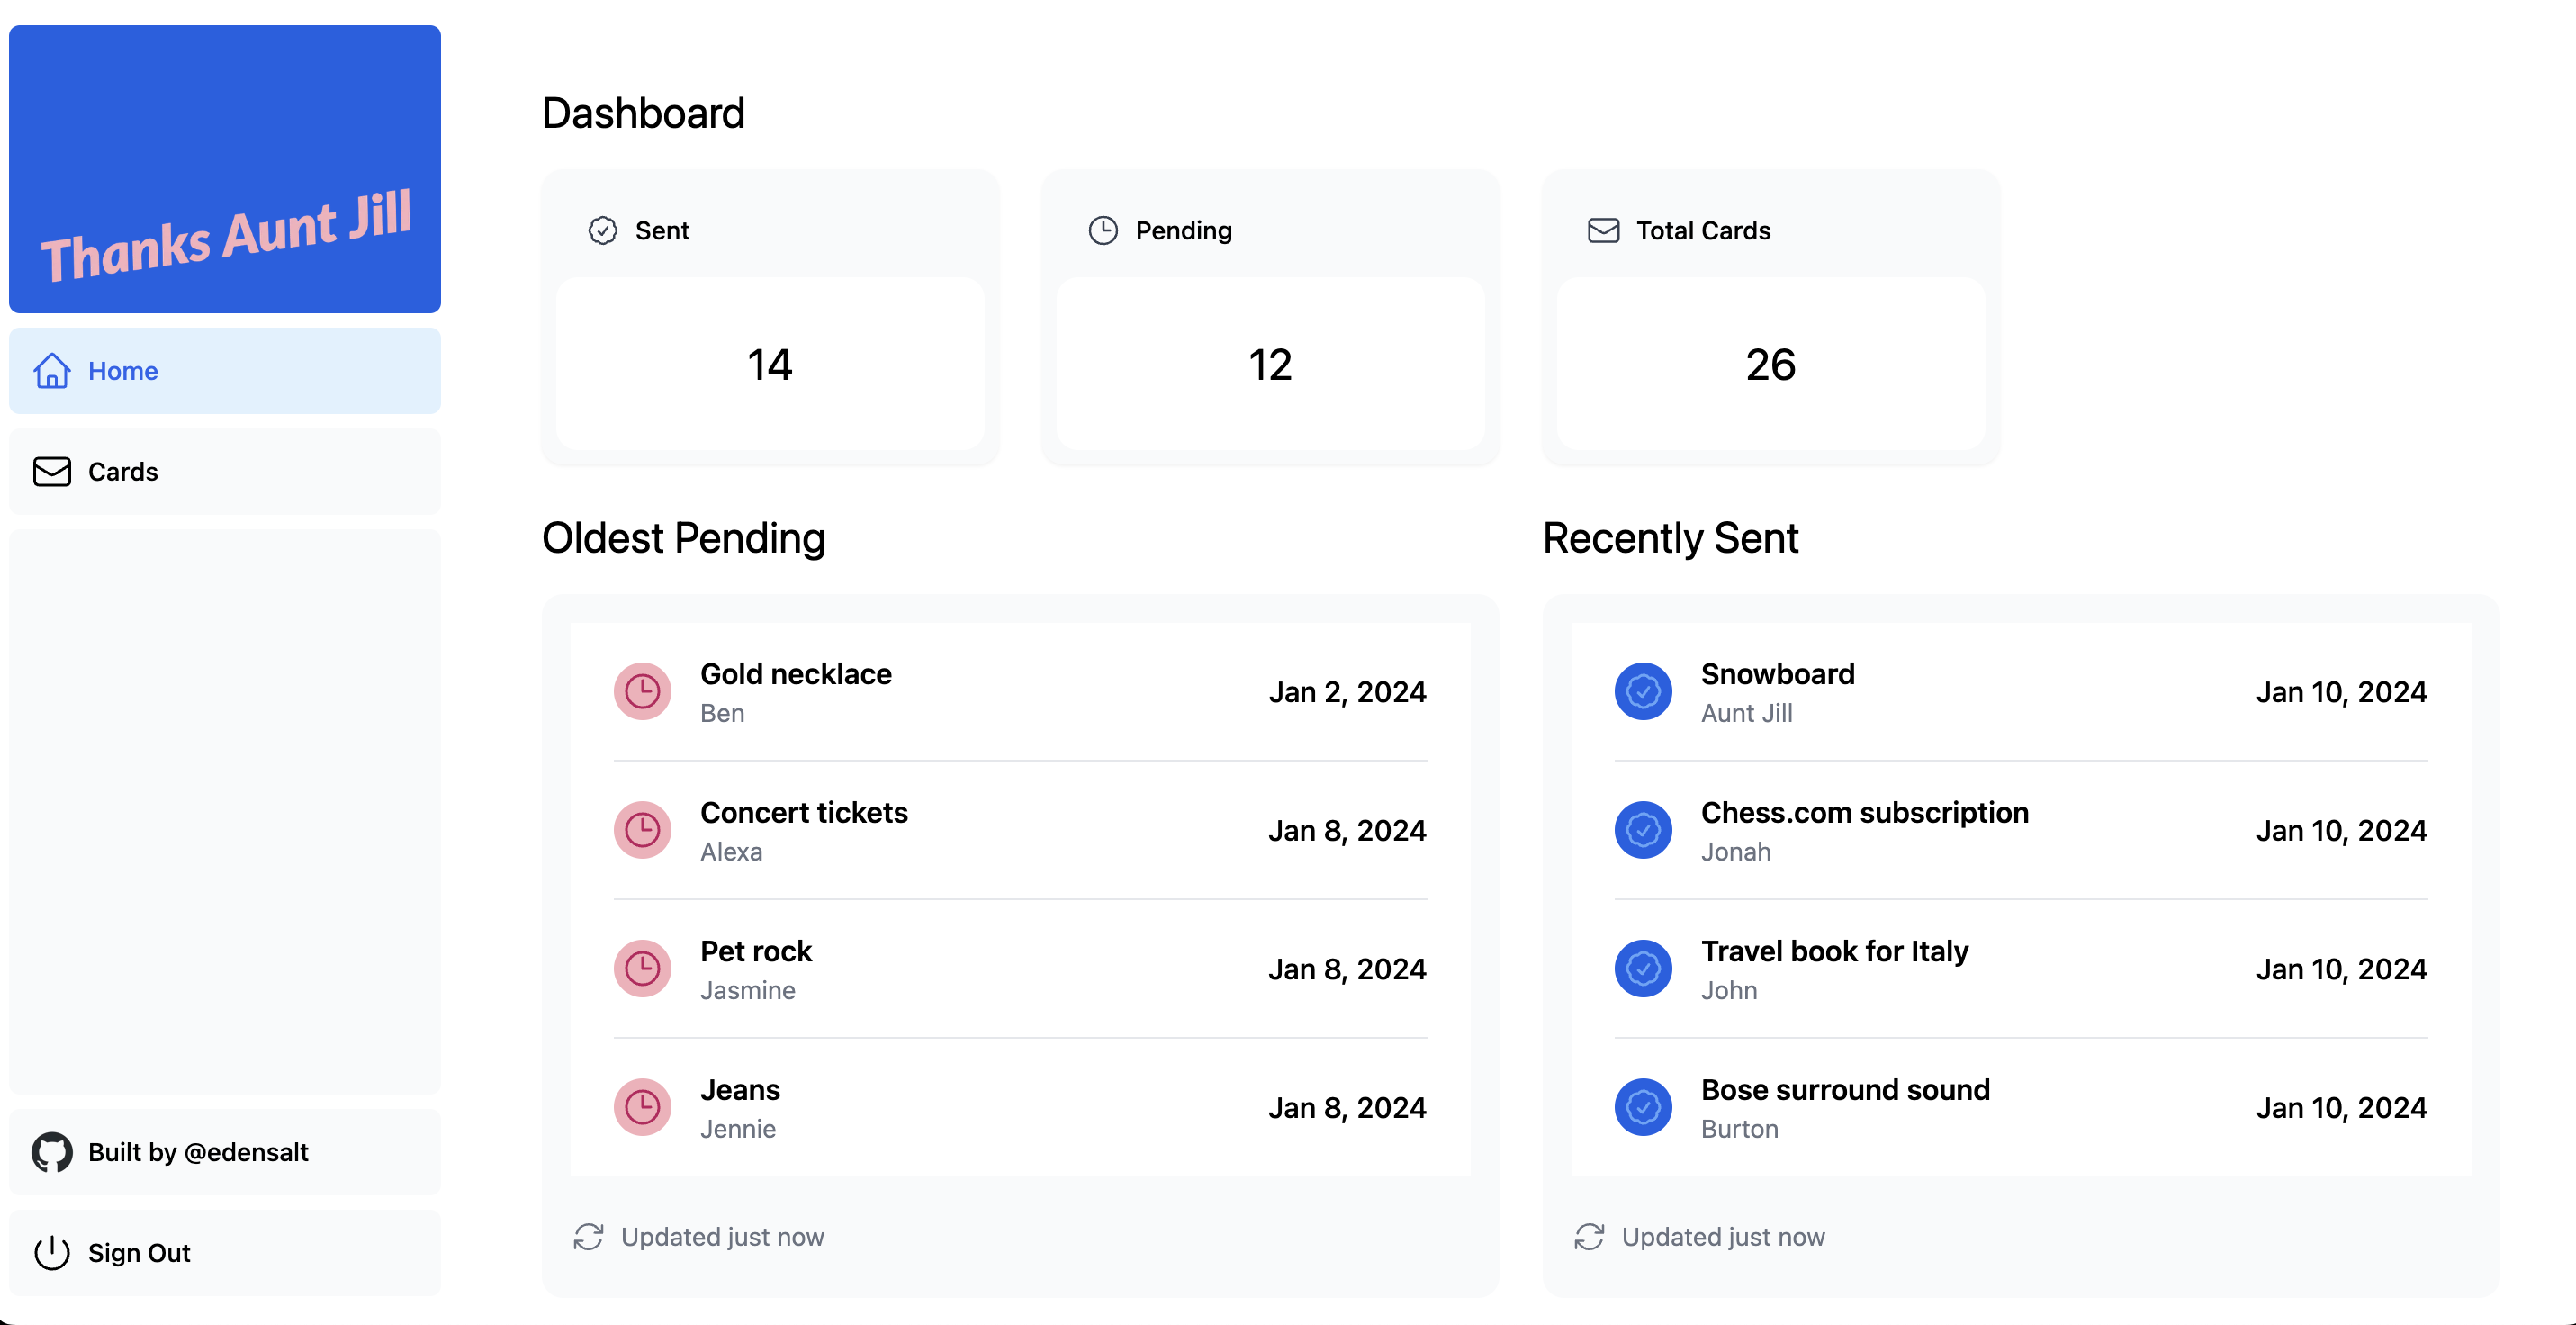 Thanks Aunt Jill
Home
Cards
Built by @edensalt
Sign Out
Dashboard
Sent
14
Pending
12
Total Cards
26
Oldest Pending
Gold necklace
Ben
Jan 2, 2024
Concert tickets
Alexa
Jan 8, 2024
Pet rock
Jasmine
Jan 8, 2024
Jeans
Jennie
Jan 8, 2024
Updated just now
Recently Sent
Snowboard
Aunt Jill
Jan 10, 2024
Chess.com subscription
Jonah
Jan 10, 2024
Travel book for Italy
John
Jan 10, 2024
Bose surround sound
Burton
Jan 10, 2024
Updated just now